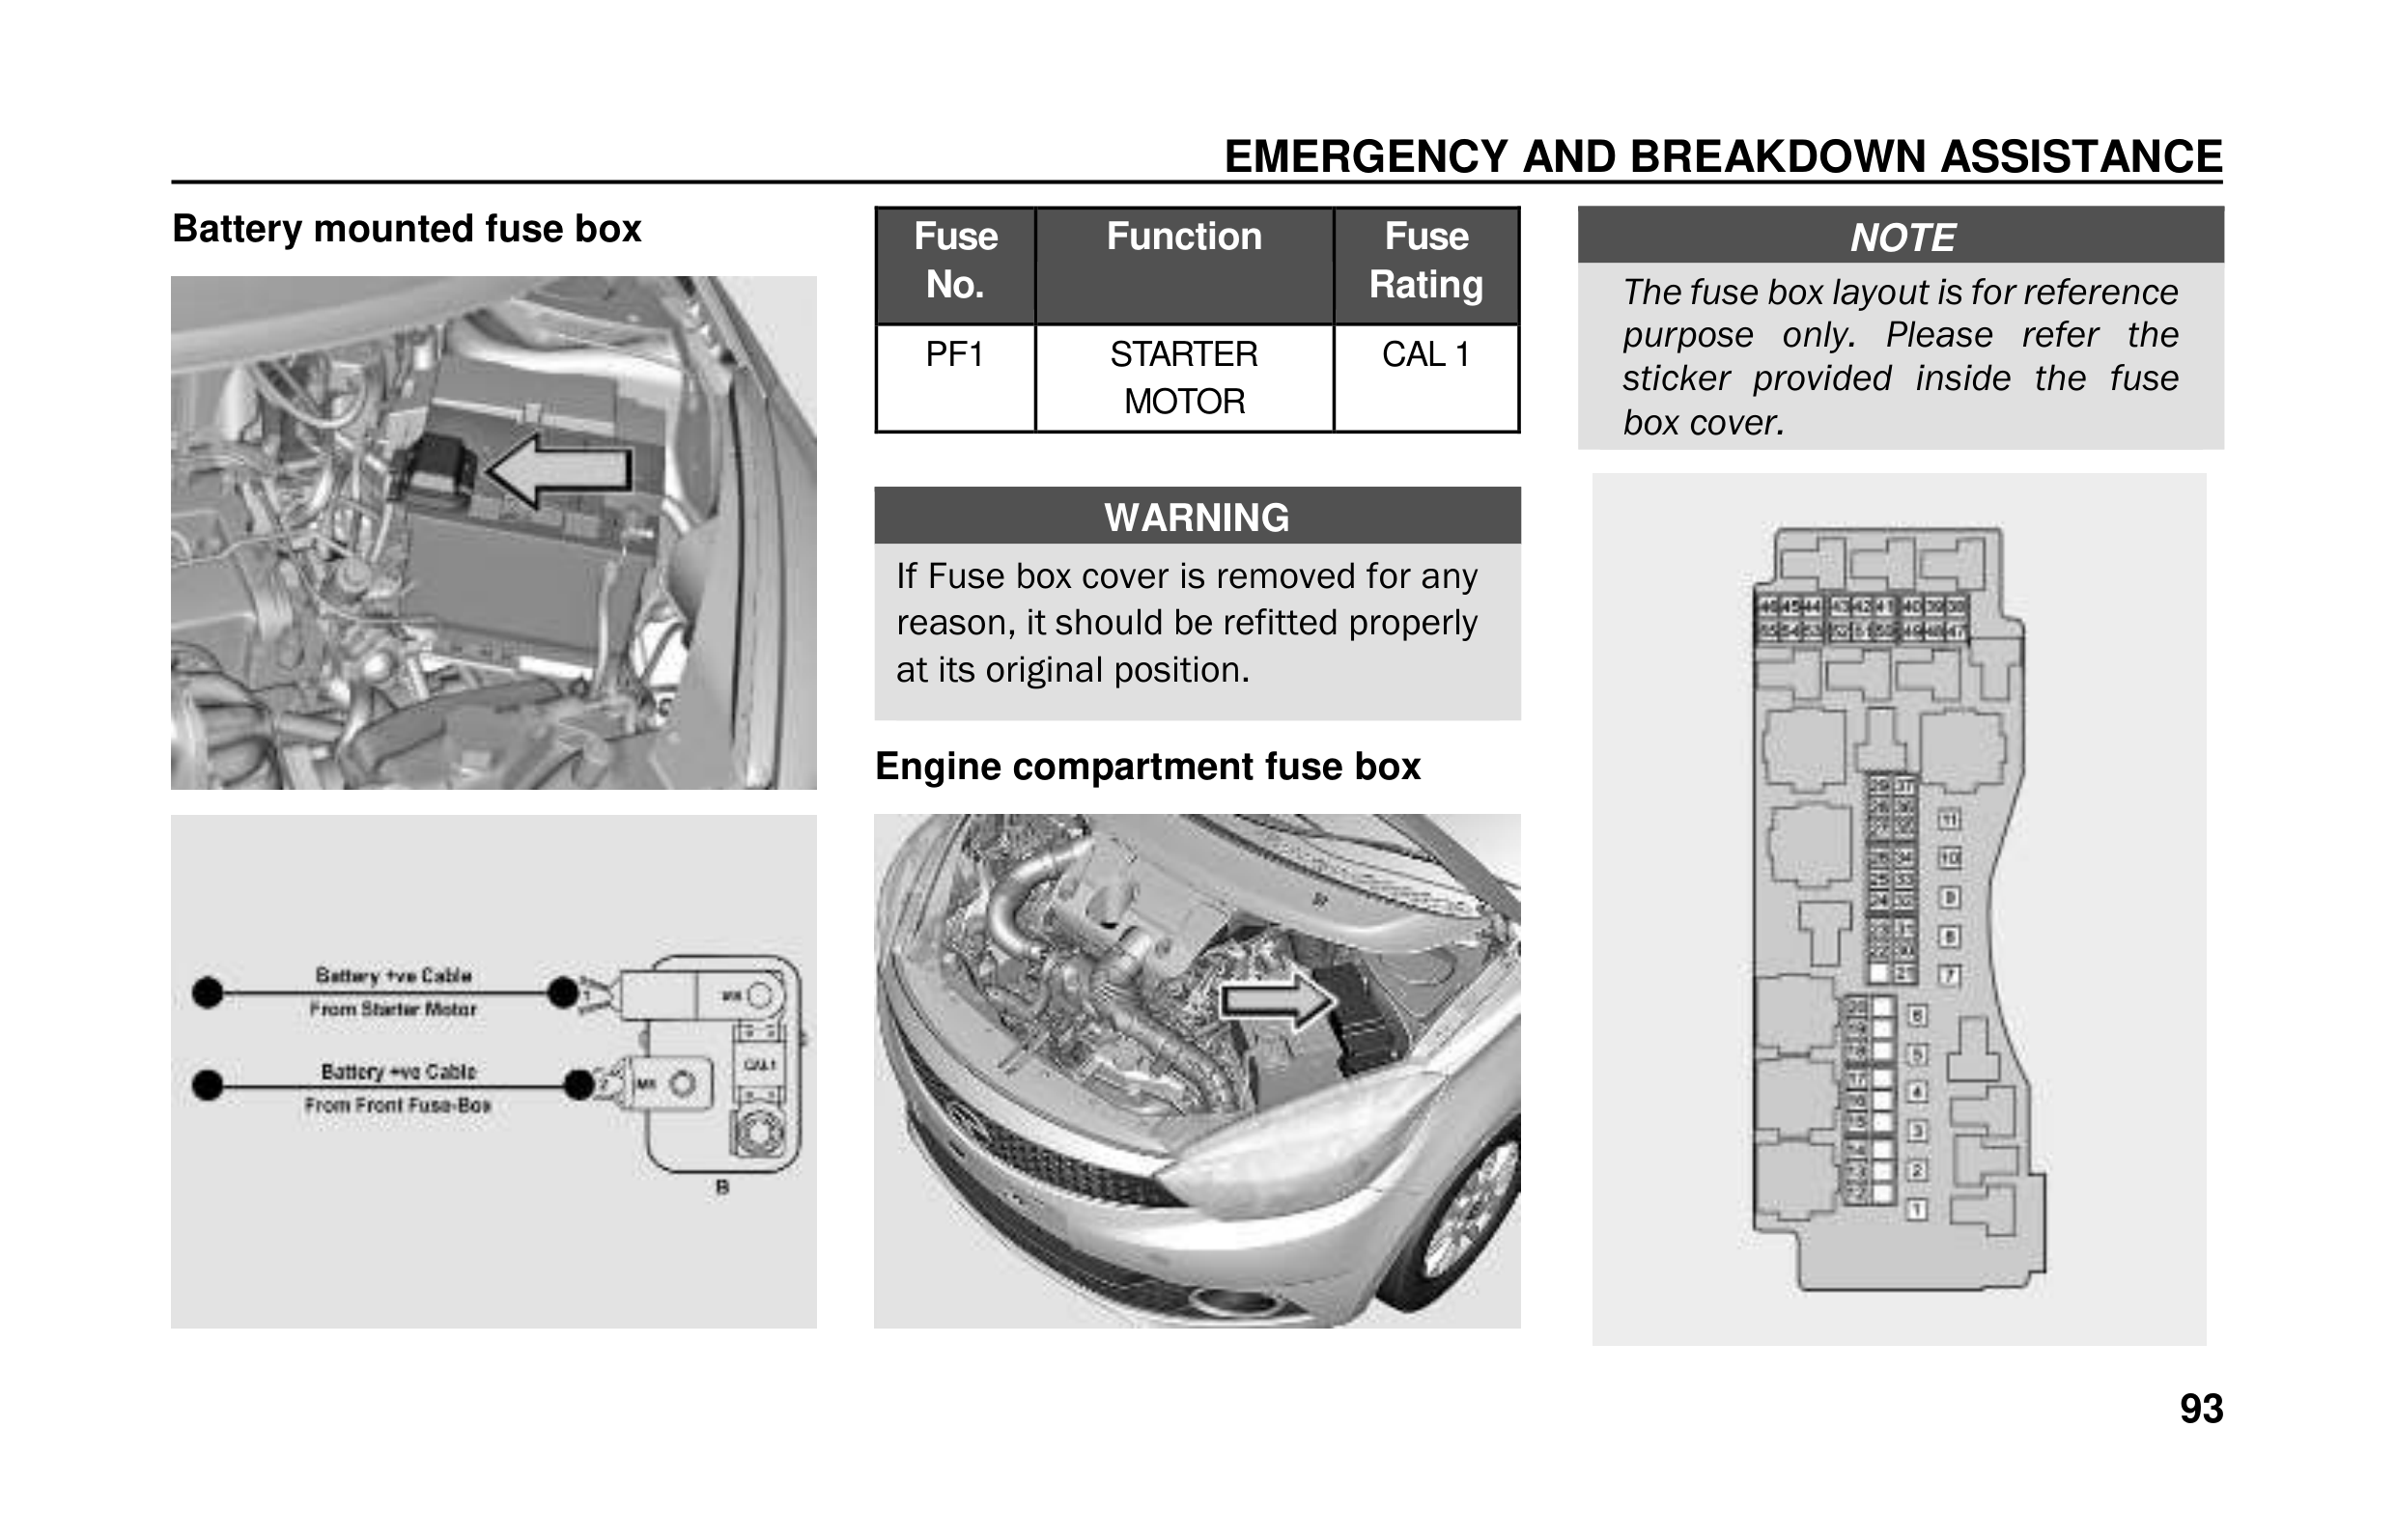 EMERGENCY AND BREAKDOWN ASSISTANCE
Battery mounted fuse box
Battery +ve Cable
From Starter Motor
1
M8
Battery +ve Cable
From Front Fuse-Box
2
CAL1
B
Fuse No. Function Fuse Rating
PF1 STARTER MOTOR CAL 1
WARNING
If Fuse box cover is removed for any
reason, it should be refitted properly
at its original position.
Engine compartment fuse box
NOTE
The fuse box layout is for reference
purpose only. Please refer the
sticker provided inside the fuse
box cover.
46 45 44 43 42 41 40 39 38
55 54 53 52 51 50 49 48 47
29 37
28 36
27 35
11
26 34
10
25 33
24 32
9
23 31
22 30
8
21
7
20
6
19
18
5
17
4
16
15
3
14
13
2
12
1
93